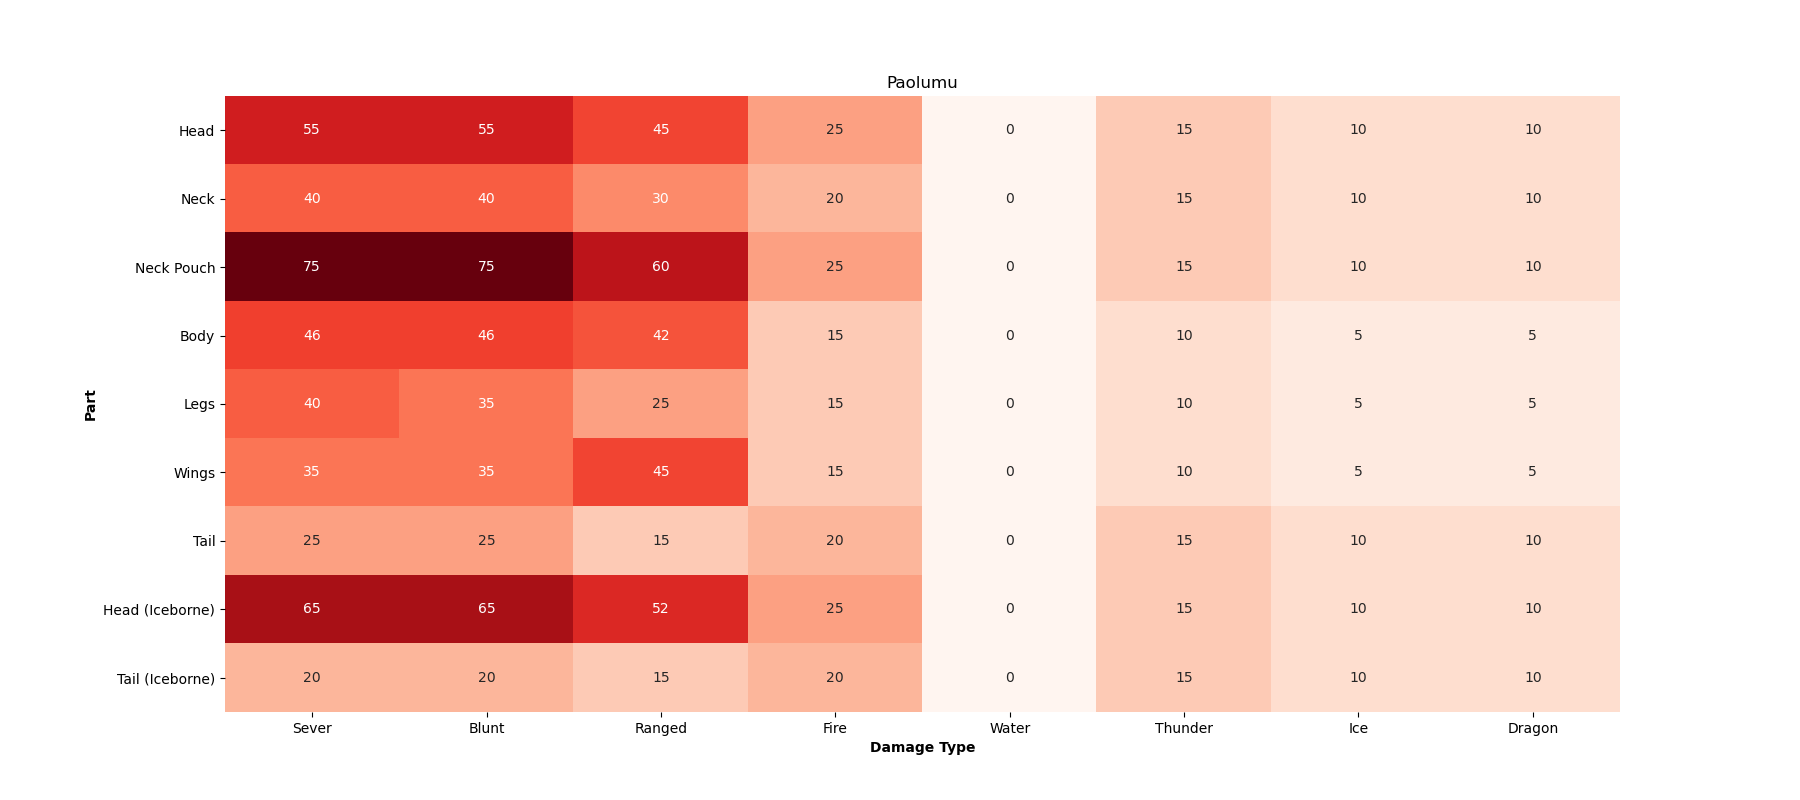 Paolumu
Head 55 55 45 25 0 15 10 10
Neck 40 40 30 20 0 15 10 10
Neck Pouch 75 75 60 25 0 15 10 10
Body 46 46 42 15 0 10 5 5
Legs 40 35 25 15 0 10 5 5
Wings 35 35 45 15 0 10 5 5
Tail 25 25 15 20 0 15 10 10
Head (Iceborne) 65 65 52 25 0 15 10 10
Tail (Iceborne) 20 20 15 20 0 15 10 10
Part
Sever Blunt Ranged Fire Water Thunder Ice Dragon
Damage Type